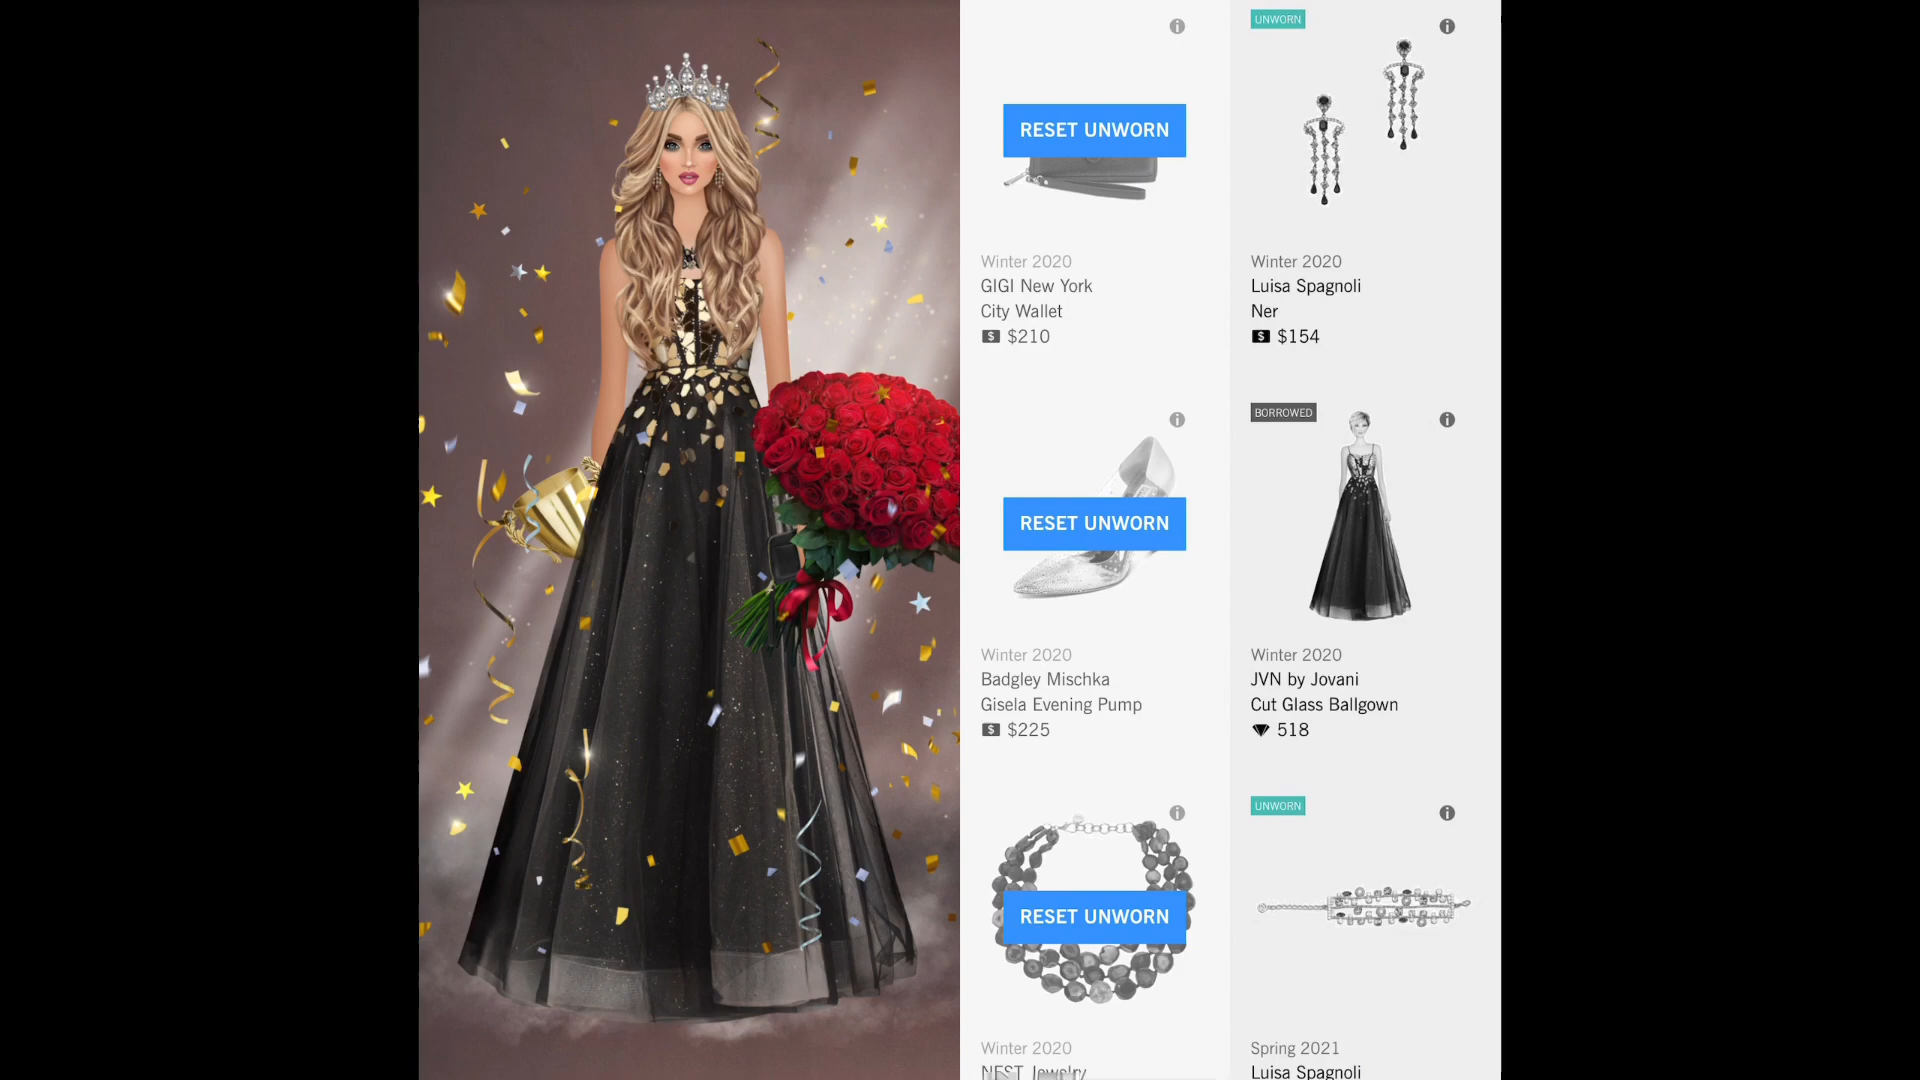 RESET UNWORN
Winter 2020
GIGI New York
City Wallet
$ $210
UNWORN
i
Winter 2020
Luisa Spagnoli
Ner
$ $154
i
RESET UNWORN
Winter 2020
Badgley Mischka
Gisela Evening Pump
$ $225
BORROWED
i
Winter 2020
JVN by Jovani
Cut Glass Ballgown
518
i
RESET UNWORN
Winter 2020
NEST Jewelry
UNWORN
i
Spring 2021
Luisa Spagnoli